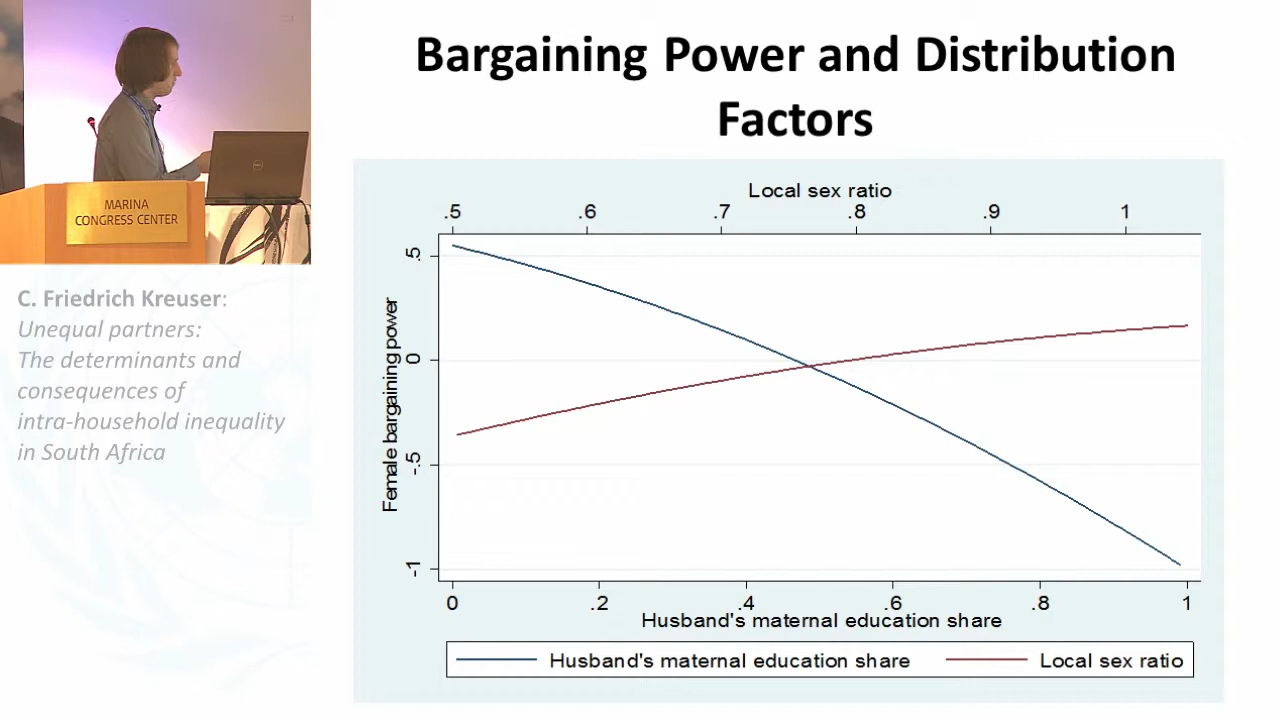 Bargaining Power and Distribution
Factors
MARINA
CONGRESS CENTER
DELL
C. Friedrich Kreuser:
Unequal partners:
The determinants and
consequences of
intra-household inequality
in South Africa
Local sex ratio
.5 .6 .7 .8 .9 1
Female bargaining power
.5
0
-.5
-1
0 .2 .4 .6 .8 1
Husband's maternal education share
Husband's maternal education share Local sex ratio